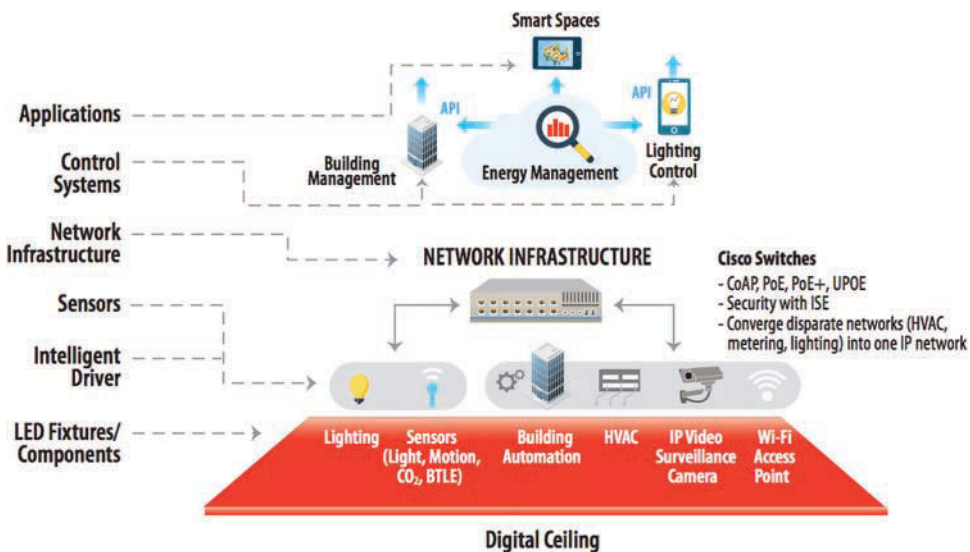 Smart Spaces
API
API
Applications
Building
Management
Energy Management
Lighting
Control
Control
Systems
Network
Infrastructure
NETWORK INFRASTRUCTURE
Cisco Switches
- CoAP, PoE, PoE+, UPOE
- Security with ISE
- Converge disparate networks (HVAC,
metering, lighting) into one IP network
Sensors
Intelligent
Driver
LED Fixtures/
Components
Lighting
Sensors
(Light, Motion,
CO₂, BTLE)
Building
Automation
HVAC
IP Video
Surveillance
Camera
Wi-Fi
Access
Point
Digital Ceiling